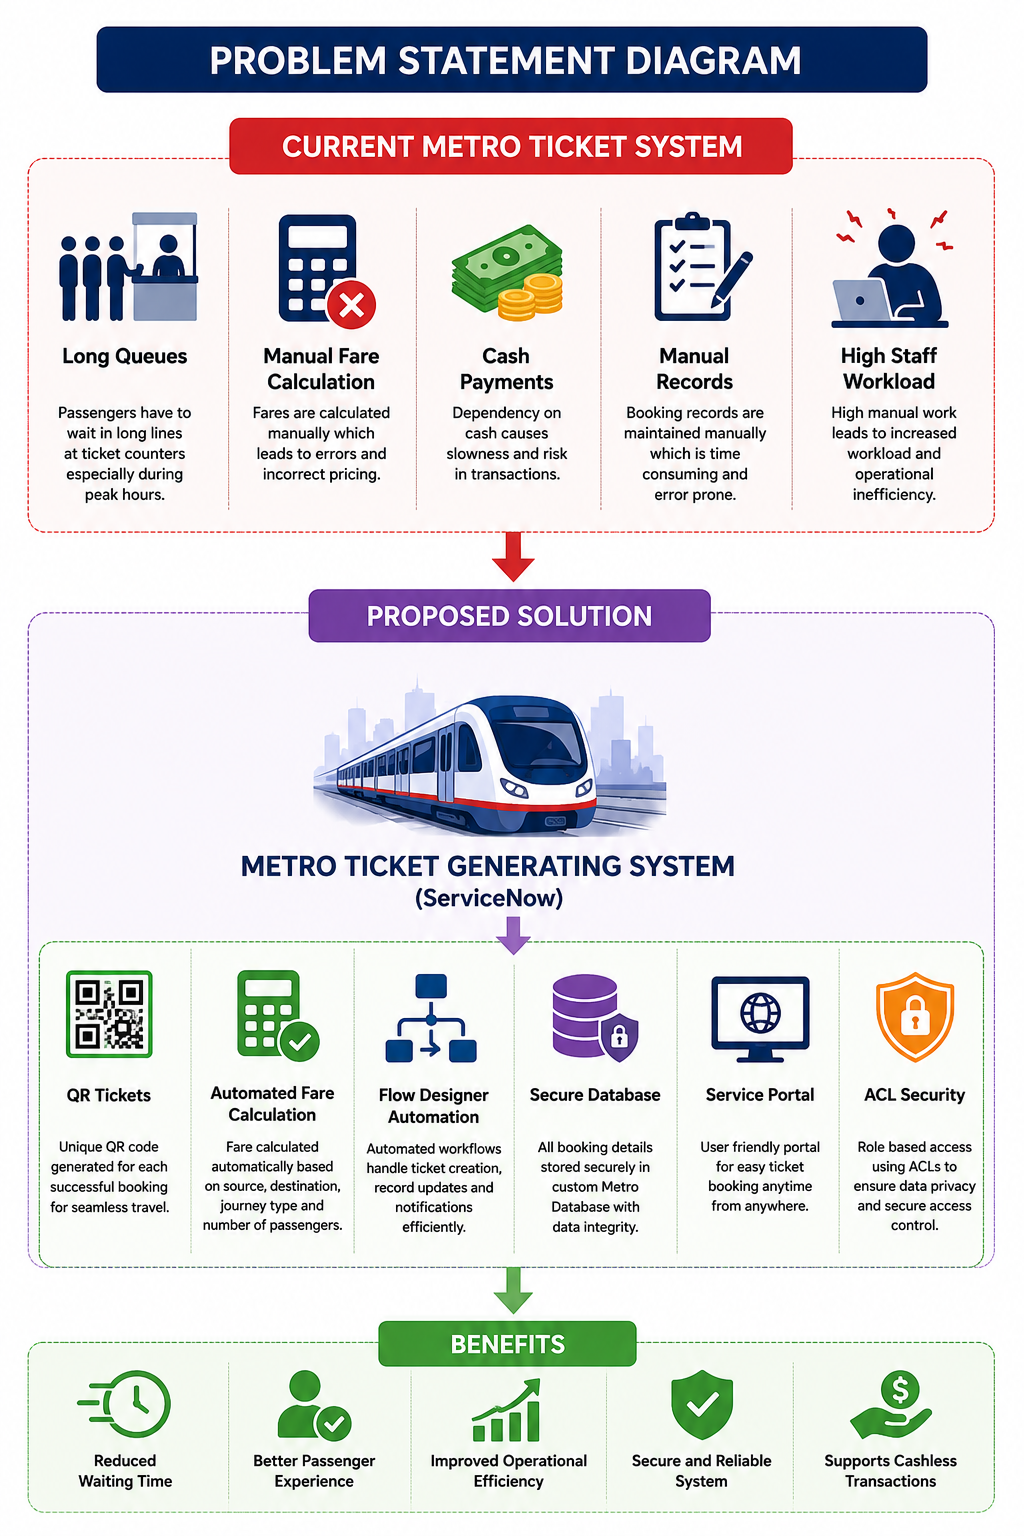 PROBLEM STATEMENT DIAGRAM
CURRENT METRO TICKET SYSTEM
Long Queues
Passengers have to
wait in long lines
at ticket counters
especially during
peak hours.
Manual Fare
Calculation
Fares are calculated
manually which
leads to errors and
incorrect pricing.
Cash
Payments
Dependency on
cash causes
slowness and risk
in transactions.
Manual
Records
Booking records are
maintained manually
which is time
consuming and
error prone.
High Staff
Workload
High manual work
leads to increased
workload and
operational
inefficiency.
PROPOSED SOLUTION
METRO TICKET GENERATING SYSTEM
(ServiceNow)
QR Tickets
Unique QR code
generated for each
successful booking
for seamless travel.
Automated Fare
Calculation
Fare calculated
automatically based
on source, destination,
journey type and
number of passengers.
Flow Designer
Automation
Automated workflows
handle ticket creation,
record updates and
notifications
efficiently.
Secure Database
All booking details
stored securely in
custom Metro
Database with
data integrity.
Service Portal
User friendly portal
for easy ticket
booking anytime
from anywhere.
ACL Security
Role based access
using ACLs to
ensure data privacy
and secure access
control.
BENEFITS
Reduced
Waiting Time
Better Passenger
Experience
Improved Operational
Efficiency
Secure and Reliable
System
$
Supports Cashless
Transactions